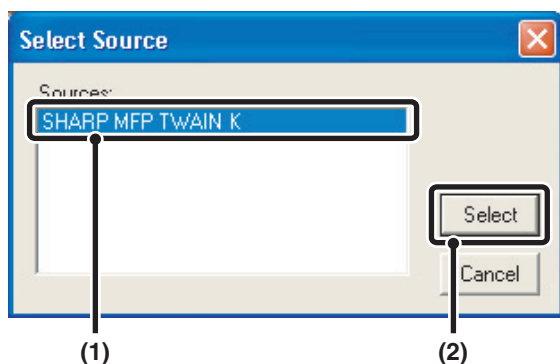 Select Source
Sources:
SHARP MFP TWAIN K
Select
Cancel
(1)
(2)